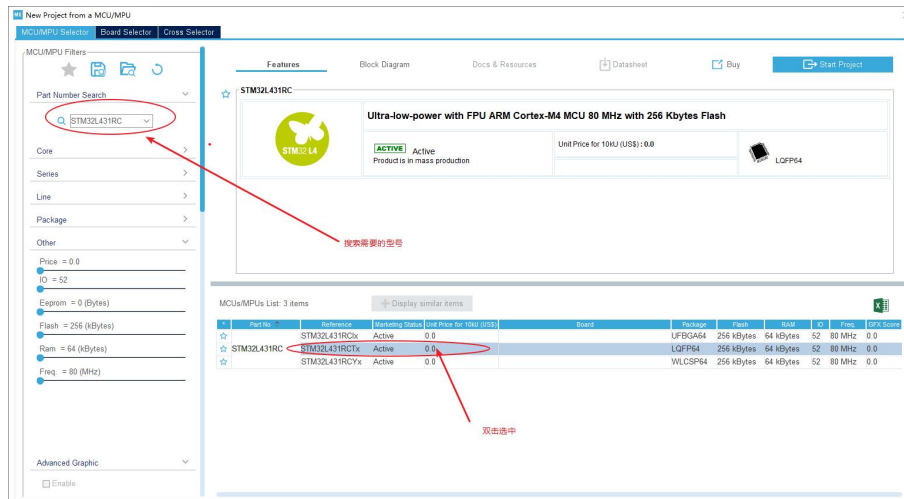 MX New Project from a MCU/MPU
MCU/MPU Selector Board Selector Cross Selector
MCU/MPU Filters
Part Number Search
STM32L431RC
Core
Series
Line
Package
Other
Price = 0.0
IO = 52
Eeprom = 0 (Bytes)
Flash = 256 (kBytes)
Ram = 64 (kBytes)
Freq. = 80 (MHz)
Advanced Graphic
Enable
Features Block Diagram Docs & Resources Datasheet Buy Start Project
STM32L431RC
STM32 L4
Ultra-low-power with FPU ARM Cortex-M4 MCU 80 MHz with 256 Kbytes Flash
ACTIVE Active
Product is in mass production
Unit Price for 10kU (US$) : 0.0
LQFP64
搜索需要的型号
MCUs/MPUs List: 3 items
Display similar items
* Part No Reference Marketing Status Unit Price for 10kU (US$) Board Package Flash RAM IO Freq. GFX Score
STM32L431RCIx Active 0.0 UFBGA64 256 kBytes 64 kBytes 52 80 MHz 0.0
STM32L431RC STM32L431RCTx Active 0.0 LQFP64 256 kBytes 64 kBytes 52 80 MHz 0.0
STM32L431RCYx Active 0.0 WLCSP64 256 kBytes 64 kBytes 52 80 MHz 0.0
双击选中